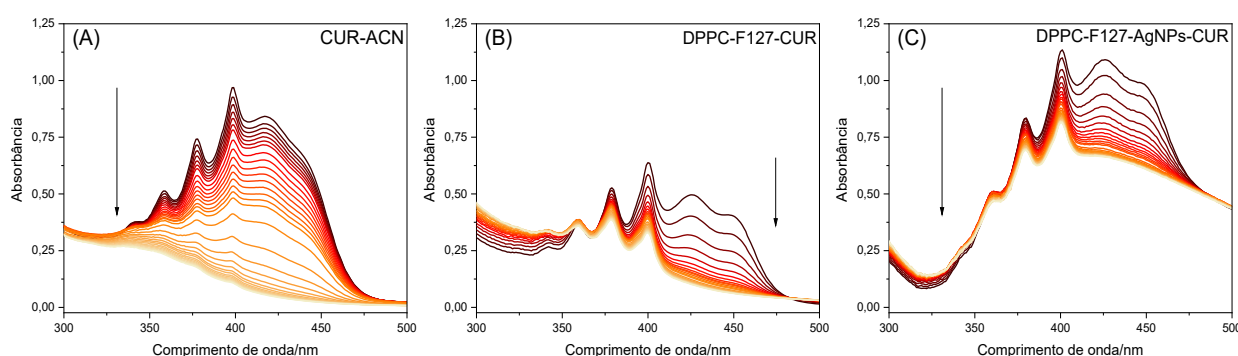 (A)
CUR-ACN
Absorbância
1,25
1,00
0,75
0,50
0,25
0,00
300
350
400
450
500
Comprimento de onda/nm
(B)
DPPC-F127-CUR
Absorbância
1,25
1,00
0,75
0,50
0,25
0,00
300
350
400
450
500
Comprimento de onda/nm
(C)
DPPC-F127-AgNPs-CUR
Absorbância
1,25
1,00
0,75
0,50
0,25
0,00
300
350
400
450
500
Comprimento de onda/nm